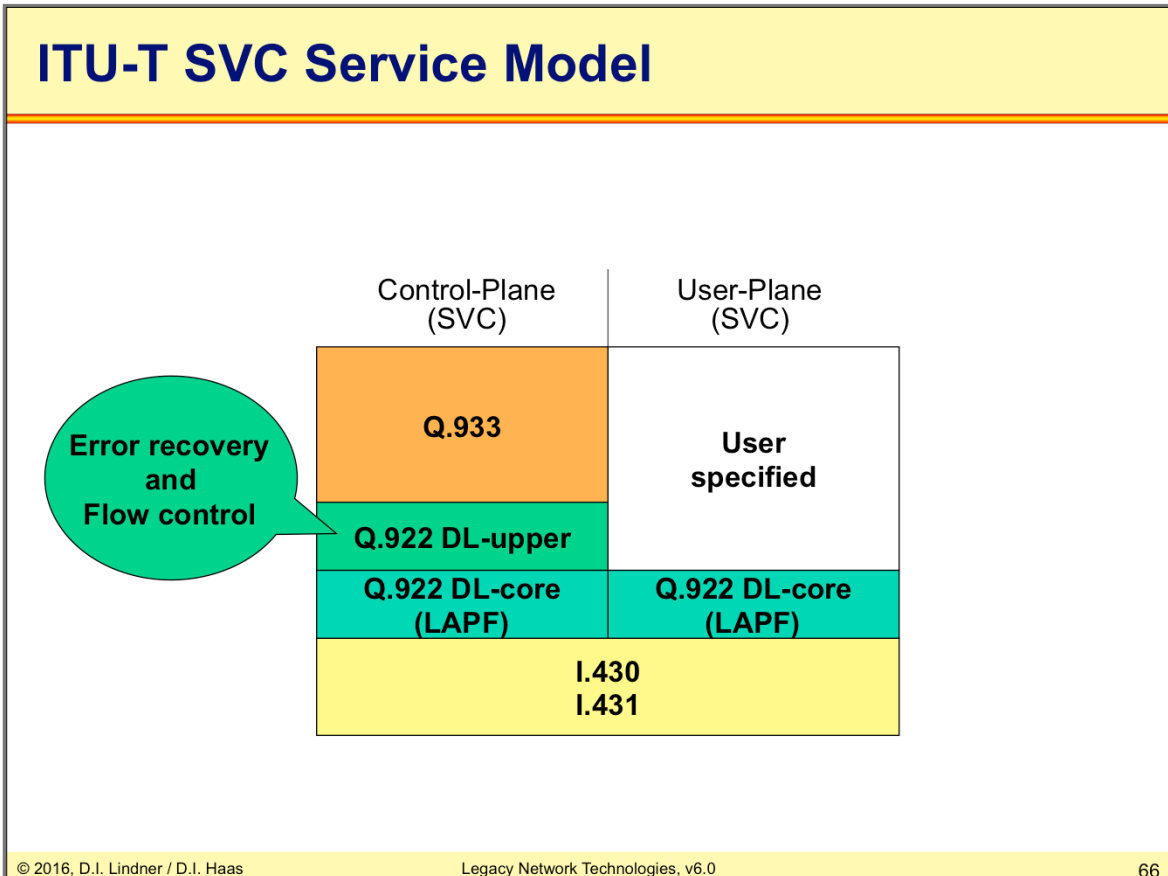 ITU-T SVC Service Model
Control-Plane
(SVC)
User-Plane
(SVC)
Error recovery
and
Flow control
Q.933
User
specified
Q.922 DL-upper
Q.922 DL-core
(LAPF)
Q.922 DL-core
(LAPF)
I.430
I.431
© 2016, D.I. Lindner / D.I. Haas
Legacy Network Technologies, v6.0
66